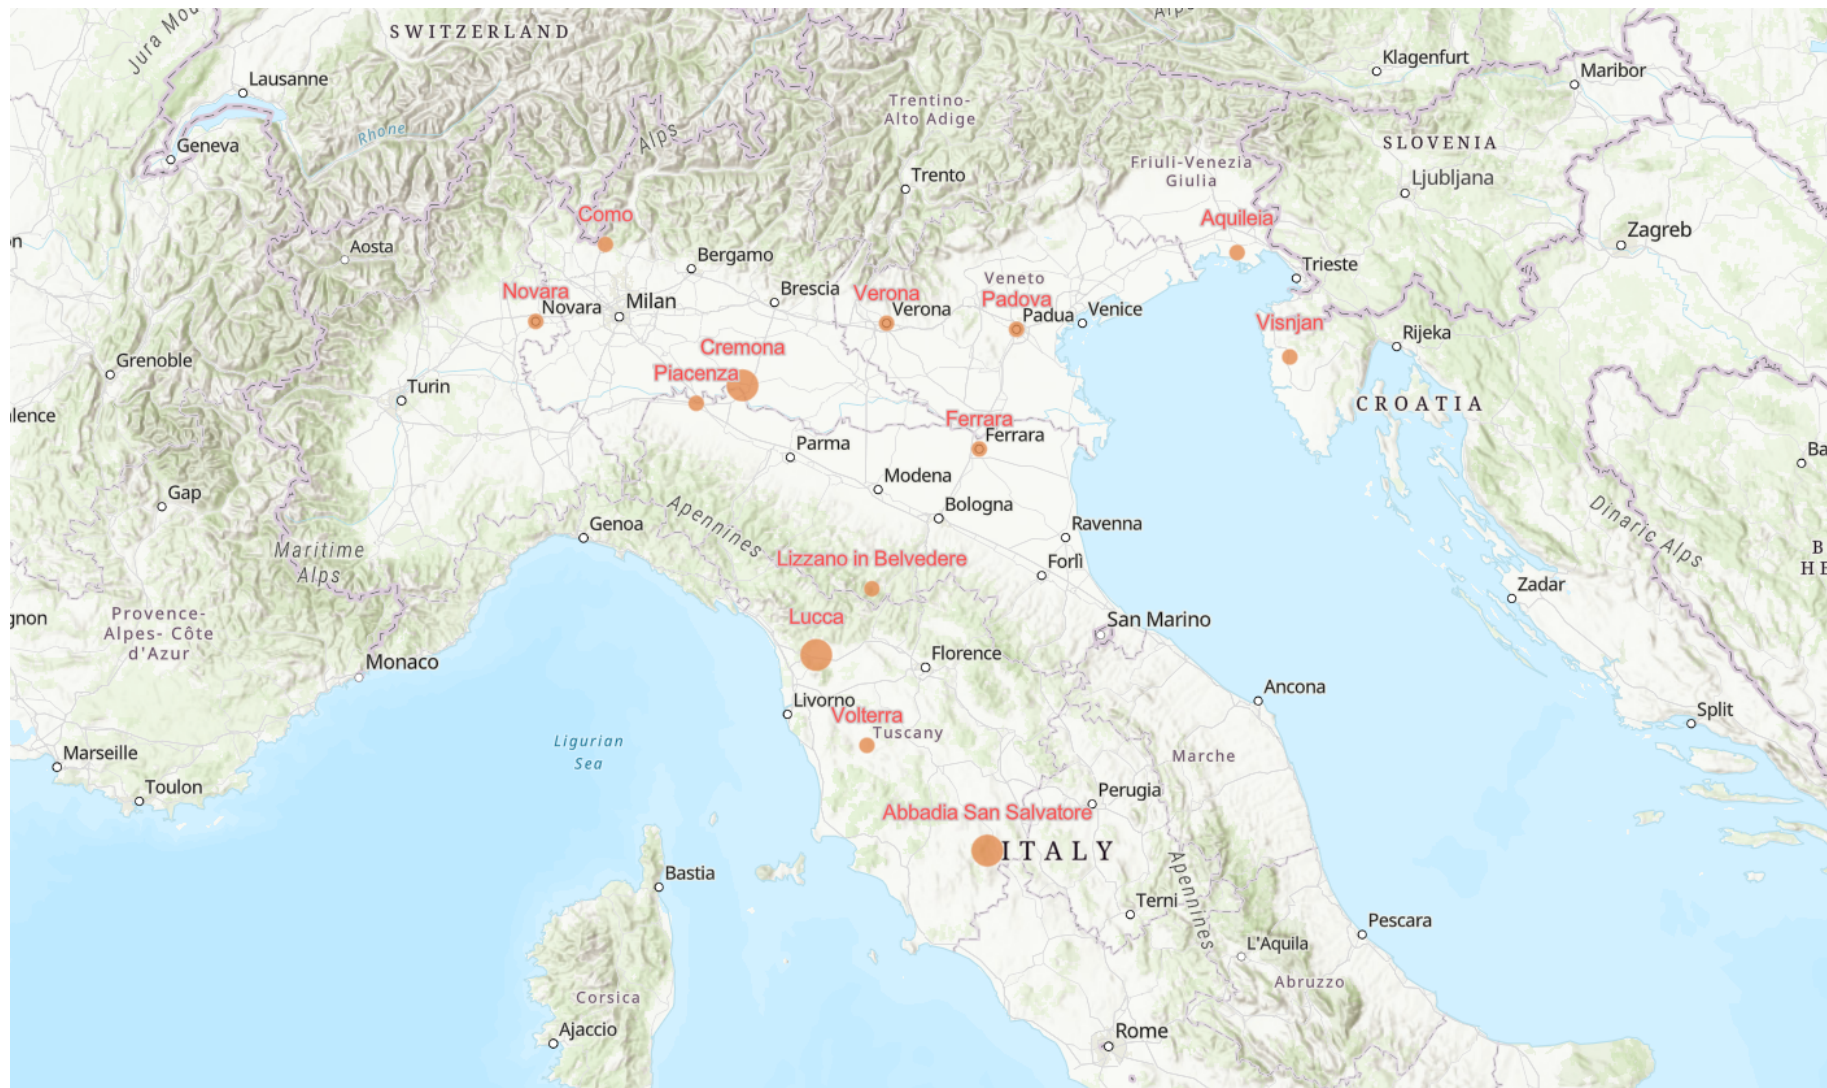 Jura Mou
SWITZERLAND
Alps
Klagenfurt
Maribor
Lausanne
Trentino-
Alto Adige
Rhone
Alps
Geneva
SLOVENIA
Friuli-Venezia
Giulia
Trento
Ljubljana
Como
Aquileia
Zagreb
n
Aosta
Bergamo
Trieste
Veneto
Brescia
Novara
Novara
Milan
Verona
Verona
Padova
Padua
Venice
Visnjan
Rijeka
Cremona
Grenoble
Piacenza
Turin
CROATIA
lence
Ferrara
Ferrara
Parma
Ba
Modena
Gap
Bologna
Apennines
Genoa
Ravenna
Dinaric Alps
Maritime
Alps
Lizzano in Belvedere
Forlì
B
HE
Zadar
gnon
Provence-
Alpes- Côte
d'Azur
Lucca
San Marino
Monaco
Florence
Ancona
Livorno
Volterra
Tuscany
Split
Ligurian
Sea
Marseille
Marche
Toulon
Perugia
Abbadia San Salvatore
ITALY
Bastia
Apennines
Terni
Pescara
L'Aquila
Abruzzo
Corsica
Ajaccio
Rome